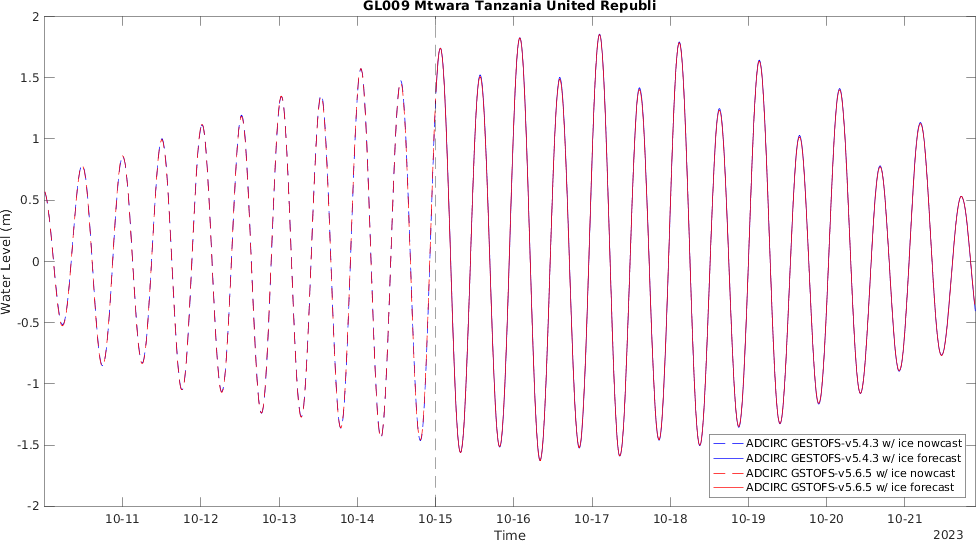 GL009 Mtwara Tanzania United Republi
2
1.5
1
0.5
0
-0.5
-1
-1.5
-2
Water Level (m)
ADCIRC GESTOFS-v5.4.3 w/ ice nowcast
ADCIRC GESTOFS-v5.4.3 w/ ice forecast
ADCIRC GSTOFS-v5.6.5 w/ ice nowcast
ADCIRC GSTOFS-v5.6.5 w/ ice forecast
10-11 10-12 10-13 10-14 10-15 10-16 10-17 10-18 10-19 10-20 10-21
Time
2023